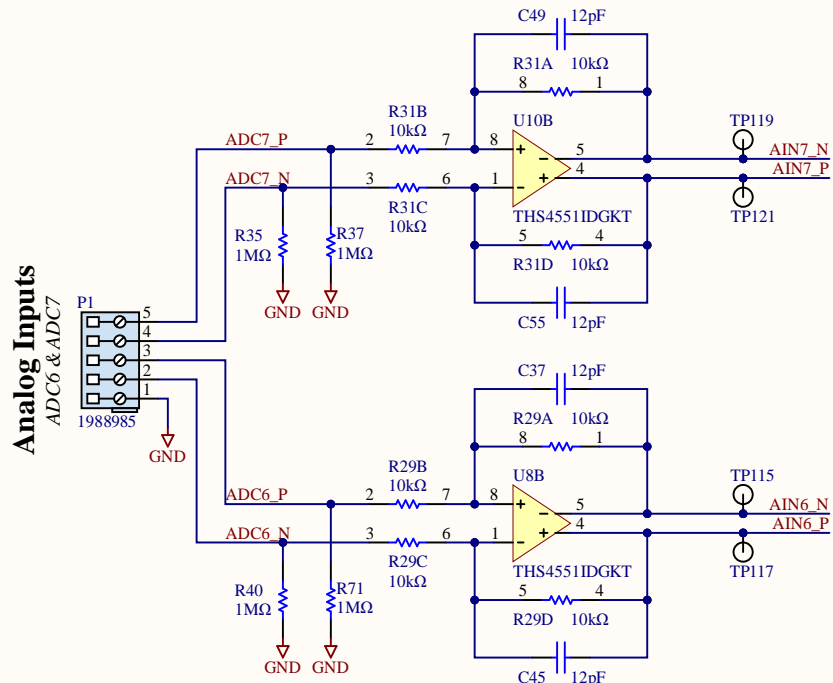 C49 12pF
R31A 10kΩ
8 1
R31B
10kΩ
U10B
TP119
ADC7_P 2 7 8 5 AIN7_N
ADC7_N 3 6 1 4 AIN7_P
R31C
10kΩ
THS4551IDGKT
TP121
R35
1MΩ
R37
1MΩ
5 4
R31D 10kΩ
GND GND
C55 12pF
Analog Inputs
ADC6 & ADC7
P1
5
4
3
2
1
1988985
GND
C37 12pF
R29A 10kΩ
8 1
R29B
10kΩ
U8B
TP115
ADC6_P 2 7 8 5 AIN6_N
ADC6_N 3 6 1 4 AIN6_P
R29C
10kΩ
THS4551IDGKT
TP117
R40
1MΩ
R71
1MΩ
5 4
R29D 10kΩ
GND GND
C45 12pF